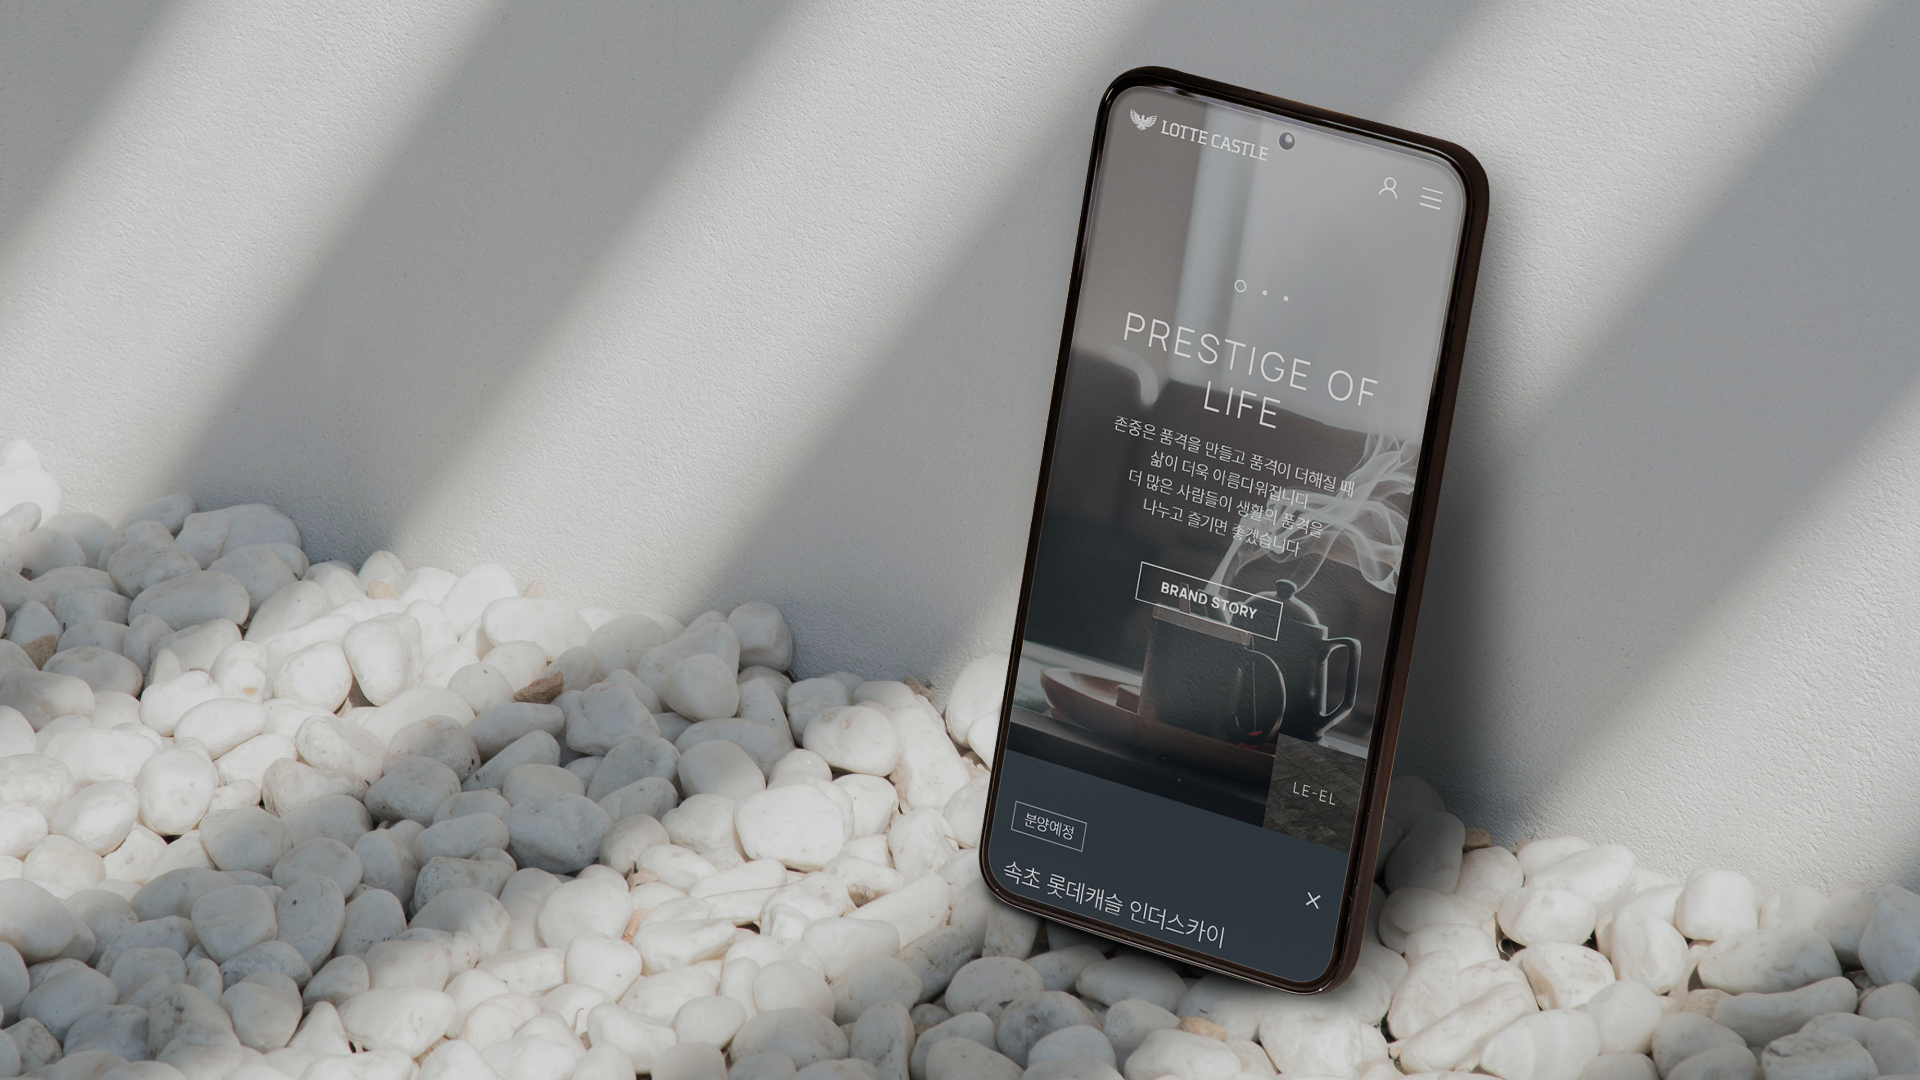 LOTTE CASTLE
PRESTIGE OF
LIFE
존중은 품격을 만들고 품격이 더해질 때
삶이 더욱 이름다워집니다
더 많은 사람들이 생활의 품격을
나누고 즐기면 좋겠습니다
BRAND STORY
LE-EL
분양예정
속초 롯데캐슬 인더스카이